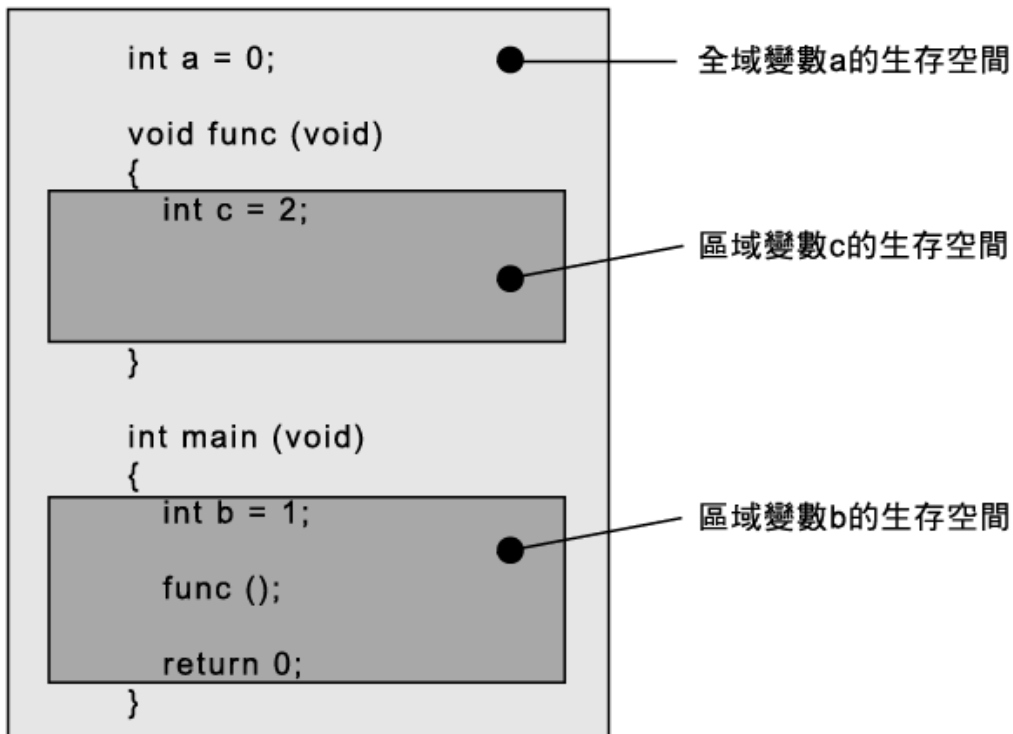 int a = 0;
全域變數a的生存空間
void func (void)
{
int c = 2;
區域變數c的生存空間
}
int main (void)
{
int b = 1;
區域變數b的生存空間
func ();
return 0;
}